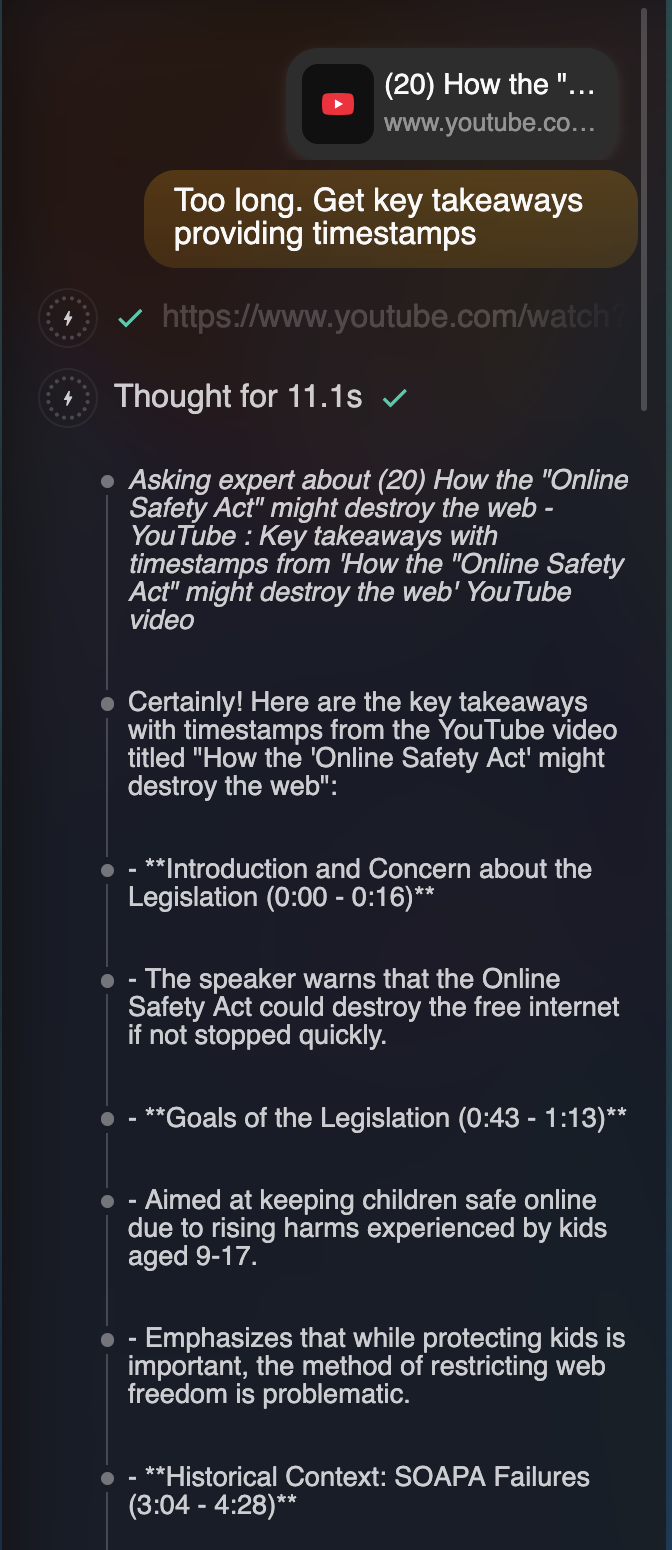 (20) How the "...
www.youtube.co...
Too long. Get key takeaways
providing timestamps
https://www.youtube.com/watch?
Thought for 11.1s
Asking expert about (20) How the "Online
Safety Act" might destroy the web -
YouTube : Key takeaways with
timestamps from 'How the "Online Safety
Act" might destroy the web' YouTube
video
Certainly! Here are the key takeaways
with timestamps from the YouTube video
titled "How the 'Online Safety Act' might
destroy the web":
- **Introduction and Concern about the
Legislation (0:00 - 0:16)**
- The speaker warns that the Online
Safety Act could destroy the free internet
if not stopped quickly.
- **Goals of the Legislation (0:43 - 1:13)**
- Aimed at keeping children safe online
due to rising harms experienced by kids
aged 9-17.
- Emphasizes that while protecting kids is
important, the method of restricting web
freedom is problematic.
- **Historical Context: SOAPA Failures
(3:04 - 4:28)**